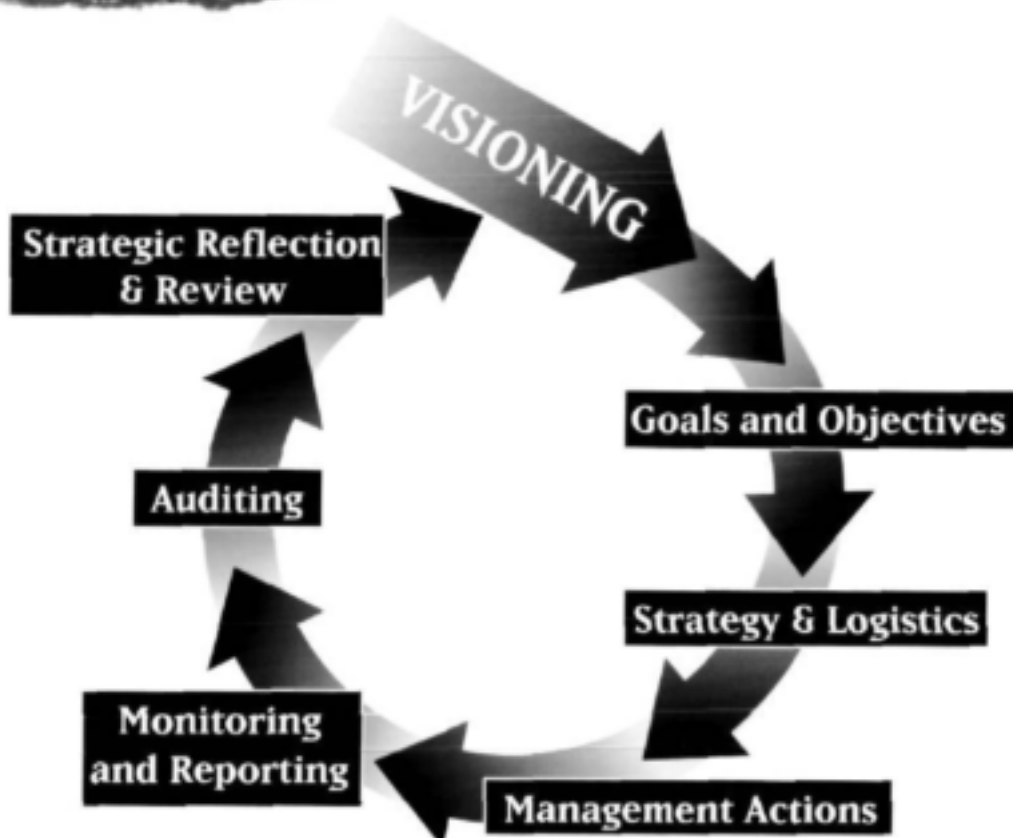 VISIONING
Goals and Objectives
Strategy & Logistics
Management Actions
Monitoring
and Reporting
Auditing
Strategic Reflection
& Review